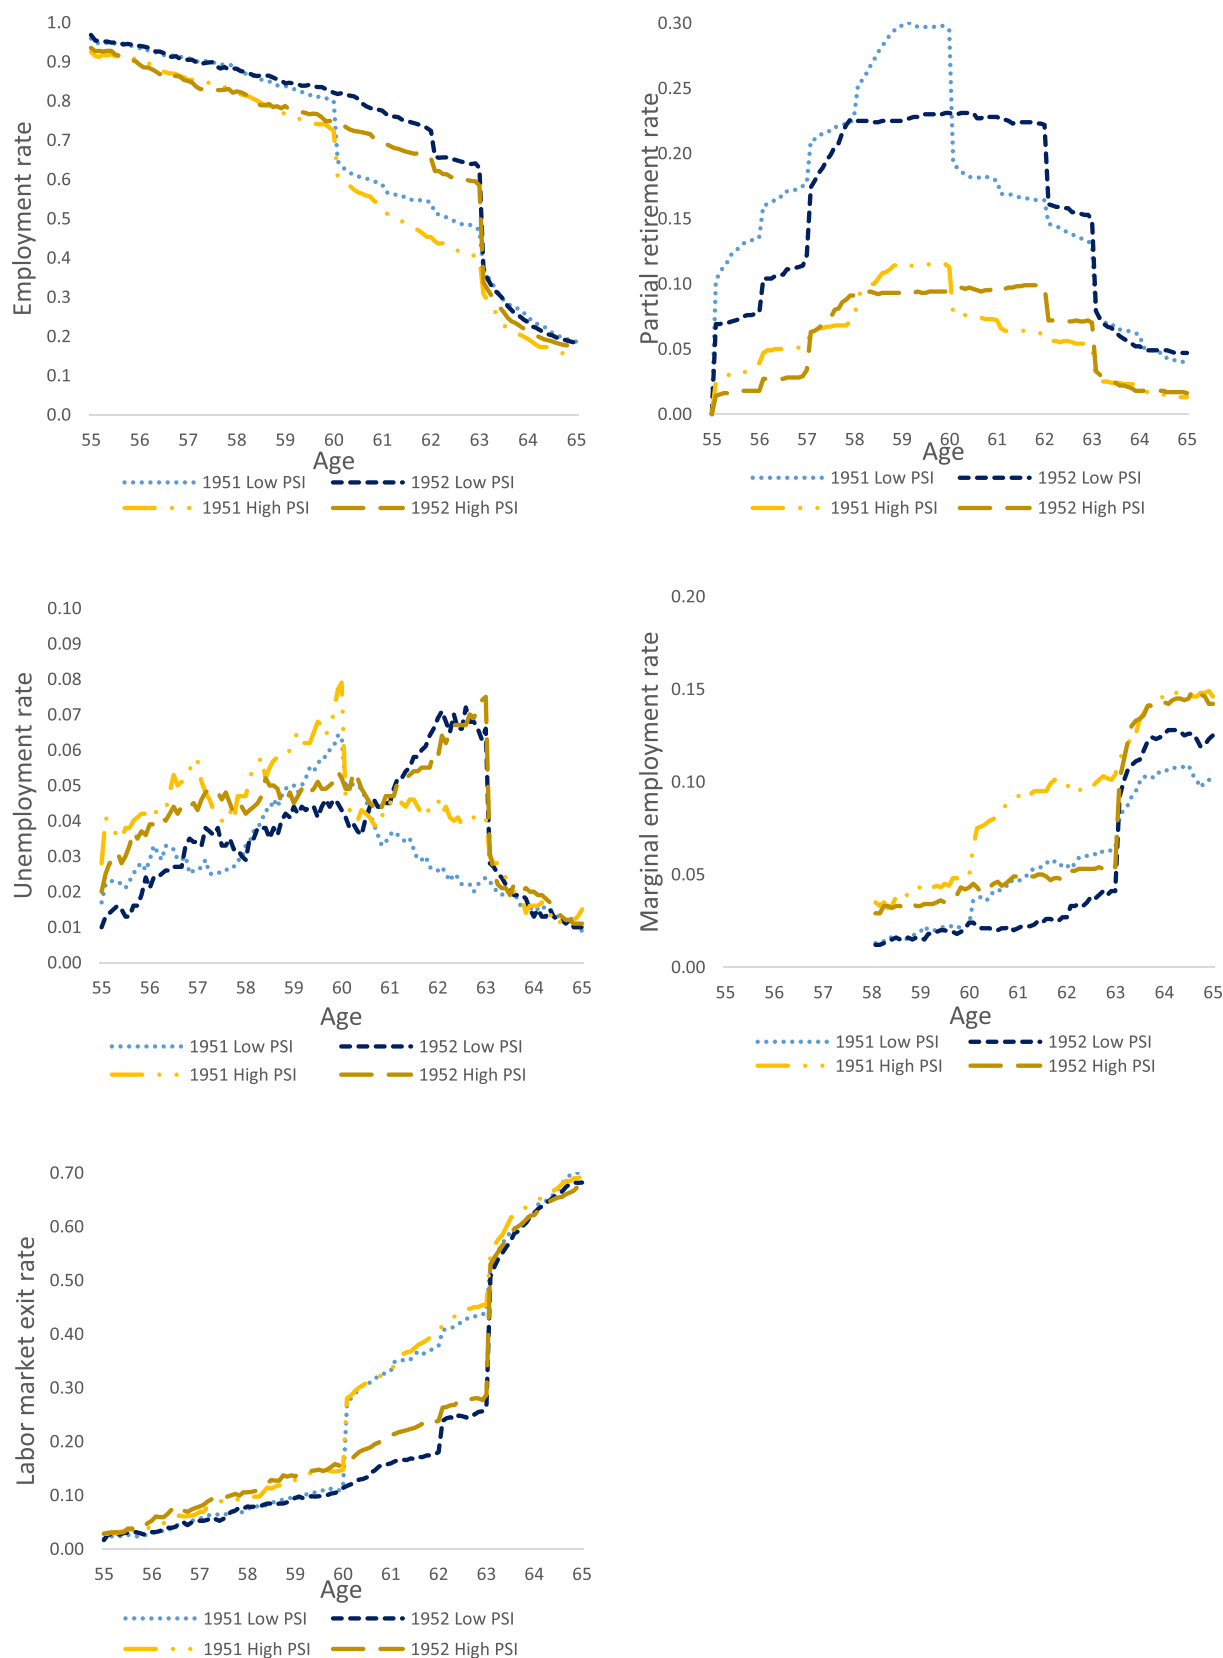 Employment rate
1.0
0.9
0.8
0.7
0.6
0.5
0.4
0.3
0.2
0.1
0.0
55 56 57 58 59 60 61 62 63 64 65
Age
1951 Low PSI 1952 Low PSI
1951 High PSI 1952 High PSI
Partial retirement rate
0.30
0.25
0.20
0.15
0.10
0.05
0.00
55 56 57 58 59 60 61 62 63 64 65
Age
1951 Low PSI 1952 Low PSI
1951 High PSI 1952 High PSI
Unemployment rate
0.10
0.09
0.08
0.07
0.06
0.05
0.04
0.03
0.02
0.01
0.00
55 56 57 58 59 60 61 62 63 64 65
Age
1951 Low PSI 1952 Low PSI
1951 High PSI 1952 High PSI
Marginal employment rate
0.20
0.15
0.10
0.05
0.00
55 56 57 58 59 60 61 62 63 64 65
Age
1951 Low PSI 1952 Low PSI
1951 High PSI 1952 High PSI
Labor market exit rate
0.70
0.60
0.50
0.40
0.30
0.20
0.10
0.00
55 56 57 58 59 60 61 62 63 64 65
Age
1951 Low PSI 1952 Low PSI
1951 High PSI 1952 High PSI